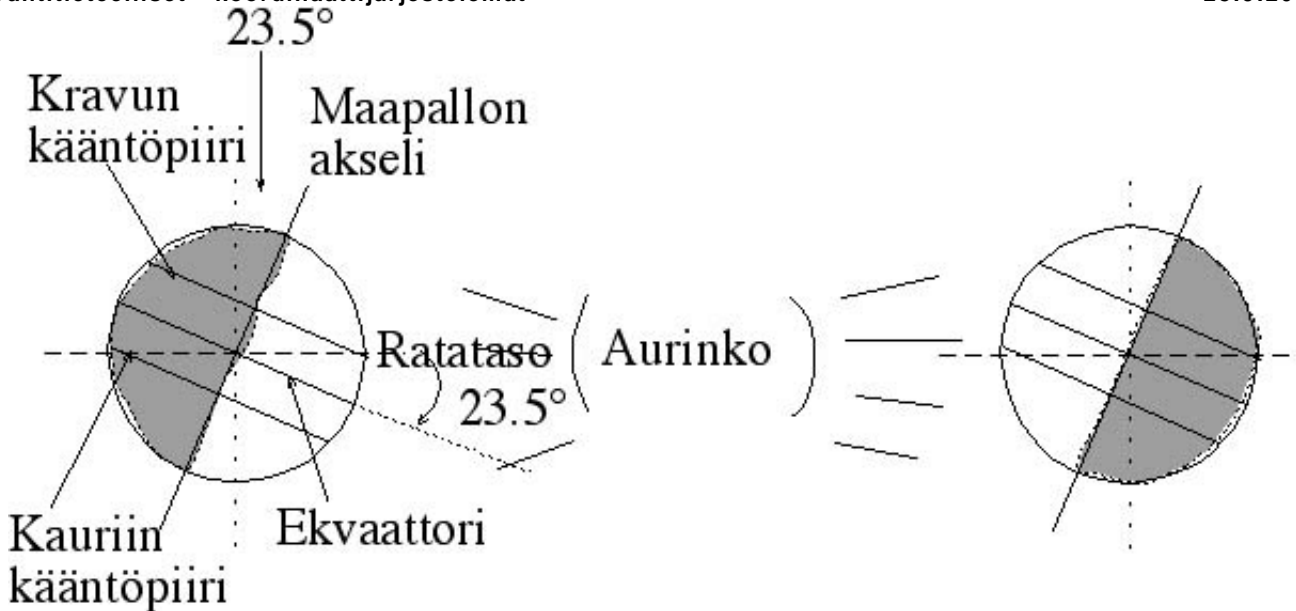 23.5°
Kravun
kääntöpiiri
Maapallon
akseli
Ratataso
Aurinko
23.5°
Ekvaattori
Kauriin
kääntöpiiri